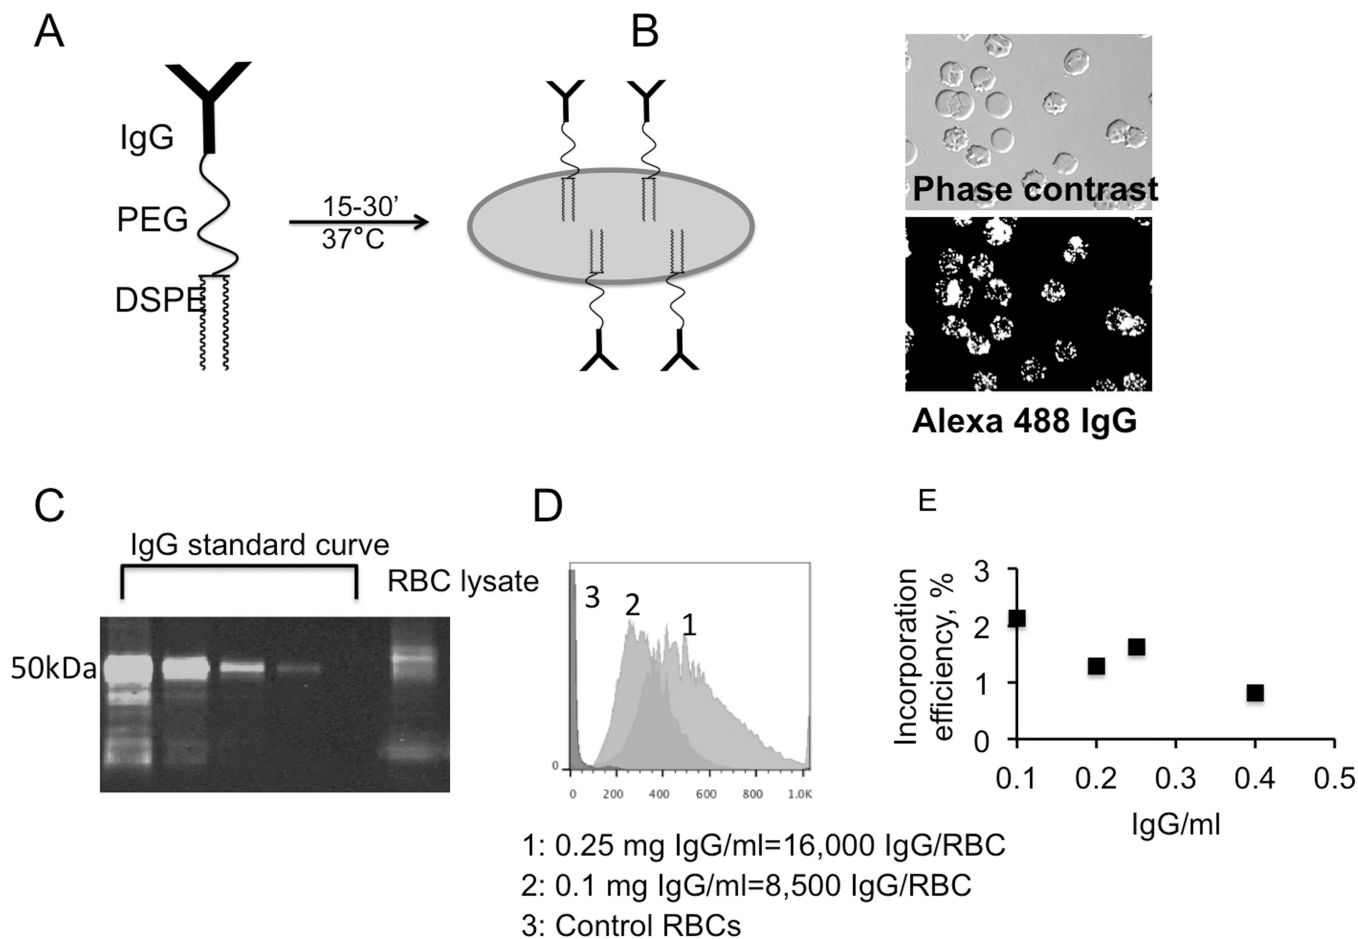 A
IgG
PEG
DSPE
15-30’
37°C
B
Phase contrast
Alexa 488 IgG
C
IgG standard curve
RBC lysate
50kDa
D
3
2
1
0
0 200 400 600 800 1.0K
1: 0.25 mg IgG/ml=16,000 IgG/RBC
2: 0.1 mg IgG/ml=8,500 IgG/RBC
3: Control RBCs
E
Incorporation
efficiency, %
3
2
1
0
0.1 0.2 0.3 0.4 0.5
IgG/ml